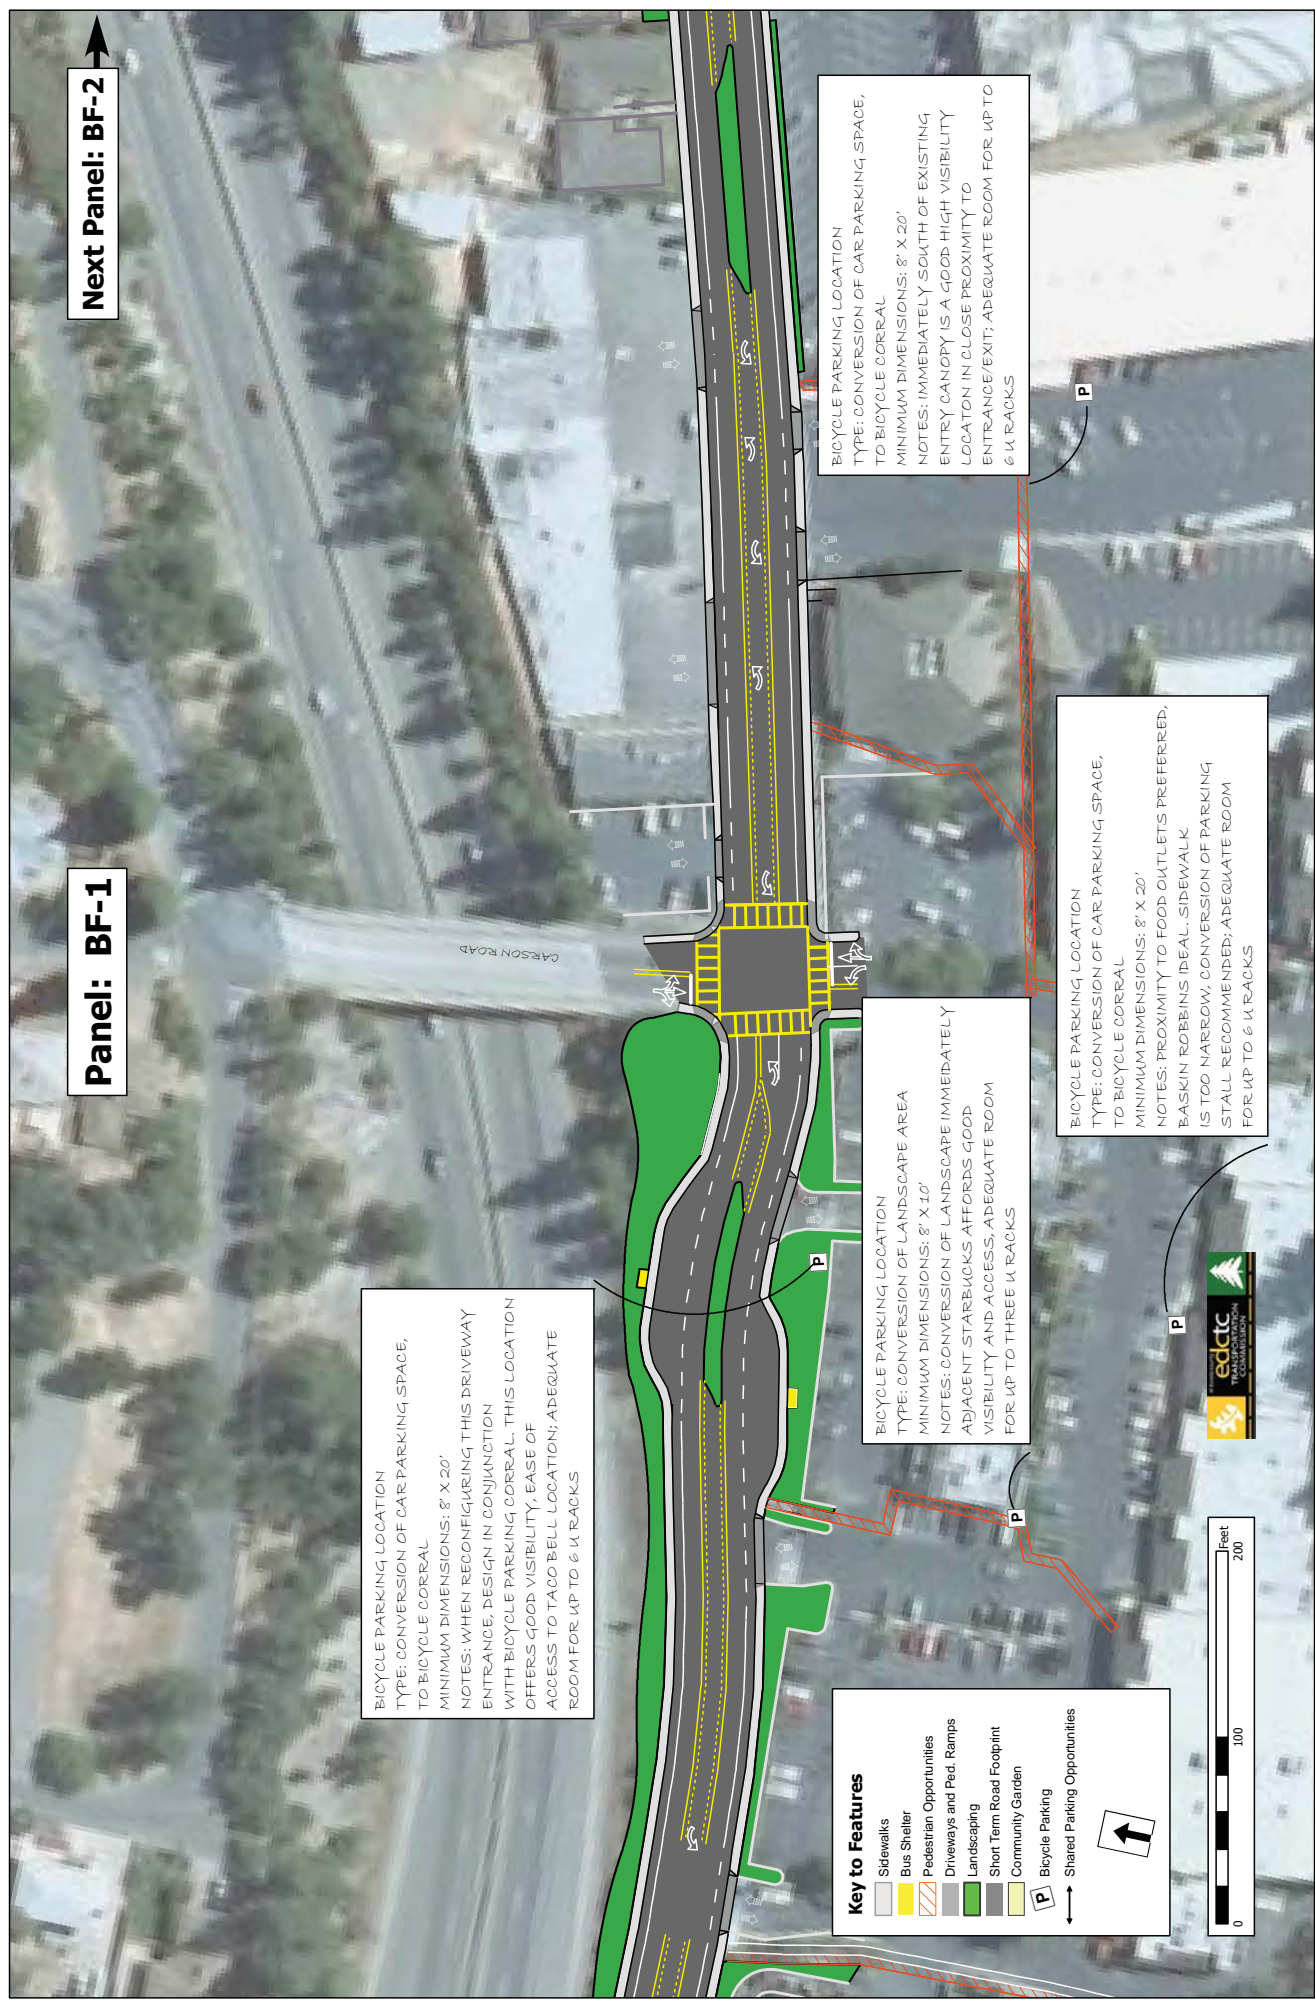 Next Panel: BF-2
Panel: BF-1
CARSON ROAD
BICYCLE PARKING LOCATION
TYPE: CONVERSION OF CAR PARKING SPACE,
TO BICYCLE CORRAL
MINIMUM DIMENSIONS: 8' X 20'
NOTES: WHEN RECONFIGURING THIS DRIVEWAY
ENTRANCE, DESIGN IN CONJUNCTION
WITH BICYCLE PARKING CORRAL. THIS LOCATION
OFFERS GOOD VISIBILITY, EASE OF
ACCESS TO TACO BELL LOCATION; ADEQUATE
ROOM FOR UP TO 6 U RACKS
BICYCLE PARKING LOCATION
TYPE: CONVERSION OF CAR PARKING SPACE,
TO BICYCLE CORRAL
MINIMUM DIMENSIONS: 8' X 20'
NOTES: IMMEDIATELY SOUTH OF EXISTING
ENTRY CANOPY IS A GOOD HIGH VISIBILITY
LOCATON IN CLOSE PROXIMITY TO
ENTRANCE/EXIT; ADEQUATE ROOM FOR UP TO
6 U RACKS
BICYCLE PARKING LOCATION
TYPE: CONVERSION OF LANDSCAPE AREA
MINIMUM DIMENSIONS: 8' X 10'
NOTES: CONVERSION OF LANDSCAPE IMMEIDATELY
ADJACENT STARBUCKS AFFORDS GOOD
VISIBILITY AND ACCESS, ADEQUATE ROOM
FOR UP TO THREE U RACKS
BICYCLE PARKING LOCATION
TYPE: CONVERSION OF CAR PARKING SPACE,
TO BICYCLE CORRAL
MINIMUM DIMENSIONS: 8' X 20'
NOTES: PROXIMITY TO FOOD OUTLETS PREFERRED,
BASKIN ROBBINS IDEAL. SIDEWALK
IS TOO NARROW, CONVERSION OF PARKING
STALL RECOMMENDED; ADEQUATE ROOM
FOR UP TO 6 U RACKS
P
P
P
P
Key to Features
Sidewalks
Bus Shelter
Pedestrian Opportunities
Driveways and Ped. Ramps
Landscaping
Short Term Road Footprint
Community Garden
P Bicycle Parking
Shared Parking Opportunities
0 100 200
Feet
edctc
TRANSPORTATION
COMMISSION